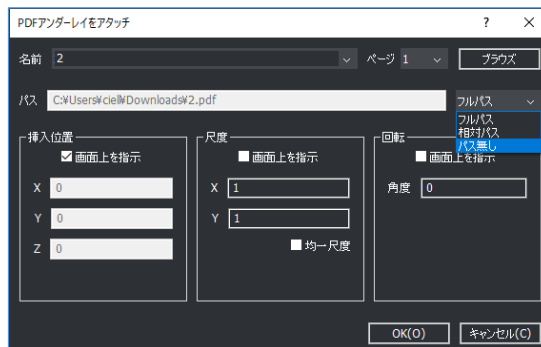 PDFアンダーレイをアタッチ ? ×
名前 2 ページ 1 ブラウズ
パス C:¥Users¥ciel¥Downloads¥2.pdf フルパス
フルパス
相対パス
パス無し
挿入位置 尺度 回転
画面上を指示 画面上を指示 画面上を指示
X 0 X 1 角度 0
Y 0 Y 1
Z 0 均一尺度
OK(O) キャンセル(C)